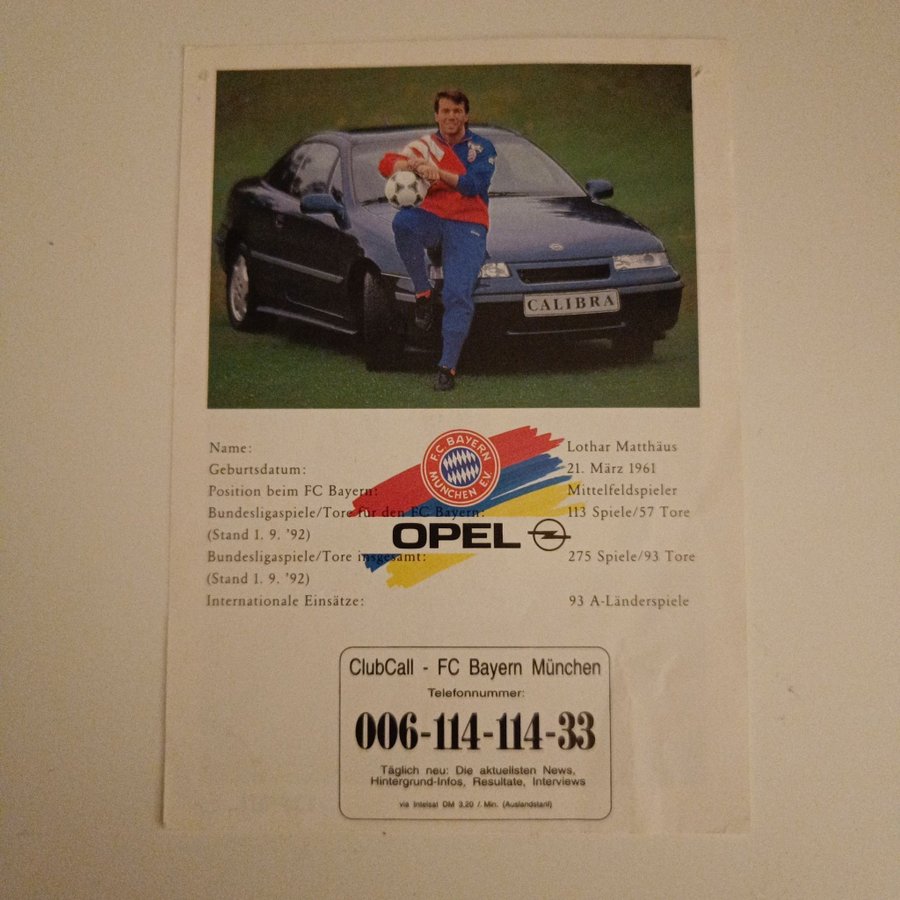 CALIBRA
F.C. BAYERN
MÜNCHEN E.V.
Name: Lothar Matthäus
Geburtsdatum: 21. März 1961
Position beim FC Bayern: Mittelfeldspieler
Bundesligaspiele/Tore für den FC Bayern: 113 Spiele/57 Tore
(Stand 1. 9. '92)
OPEL
Bundesligaspiele/Tore insgesamt: 275 Spiele/93 Tore
(Stand 1. 9. '92)
Internationale Einsätze: 93 A-Länderspiele
ClubCall - FC Bayern München
Telefonnummer:
006-114-114-33
Täglich neu: Die aktuellsten News,
Hintergrund-Infos, Resultate, Interviews
via Intelsat DM 3,20 /. Min. (Auslandstarif)